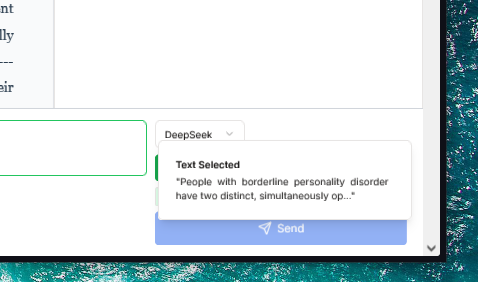 nt
lly
---
eir
DeepSeek
Text Selected
"People with borderline personality disorder
have two distinct, simultaneously op..."
Send